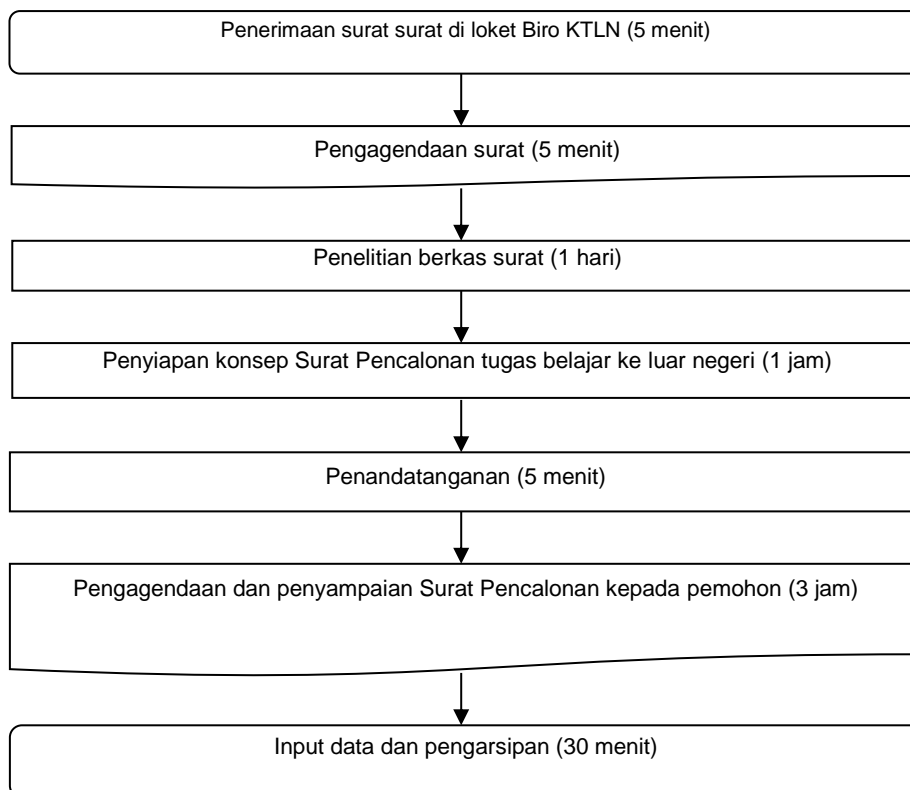 Penerimaan surat surat di loket Biro KTLN (5 menit)
Pengagendaan surat (5 menit)
Penelitian berkas surat (1 hari)
Penyiapan konsep Surat Pencalonan tugas belajar ke luar negeri (1 jam)
Penandatanganan (5 menit)
Pengagendaan dan penyampaian Surat Pencalonan kepada pemohon (3 jam)
Input data dan pengarsipan (30 menit)